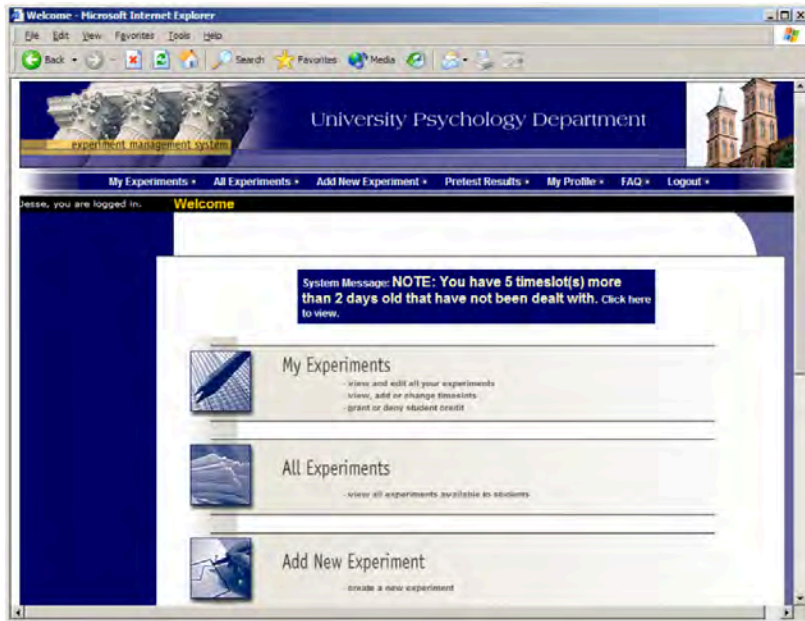 Welcome - Microsoft Internet Explorer
File Edit View Favorites Tools Help
Back Search Favorites Media
University Psychology Department
experiment management system
My Experiments All Experiments Add New Experiment Pretest Results My Profile FAQ Logout
Jesse, you are logged in. Welcome
System Message: NOTE: You have 5 timeslot(s) more
than 2 days old that have not been dealt with. Click here
to view.
My Experiments
- view and edit all your experiments
- view, add or change timeslots
- grant or deny student credit
All Experiments
- view all experiments available to students
Add New Experiment
- create a new experiment